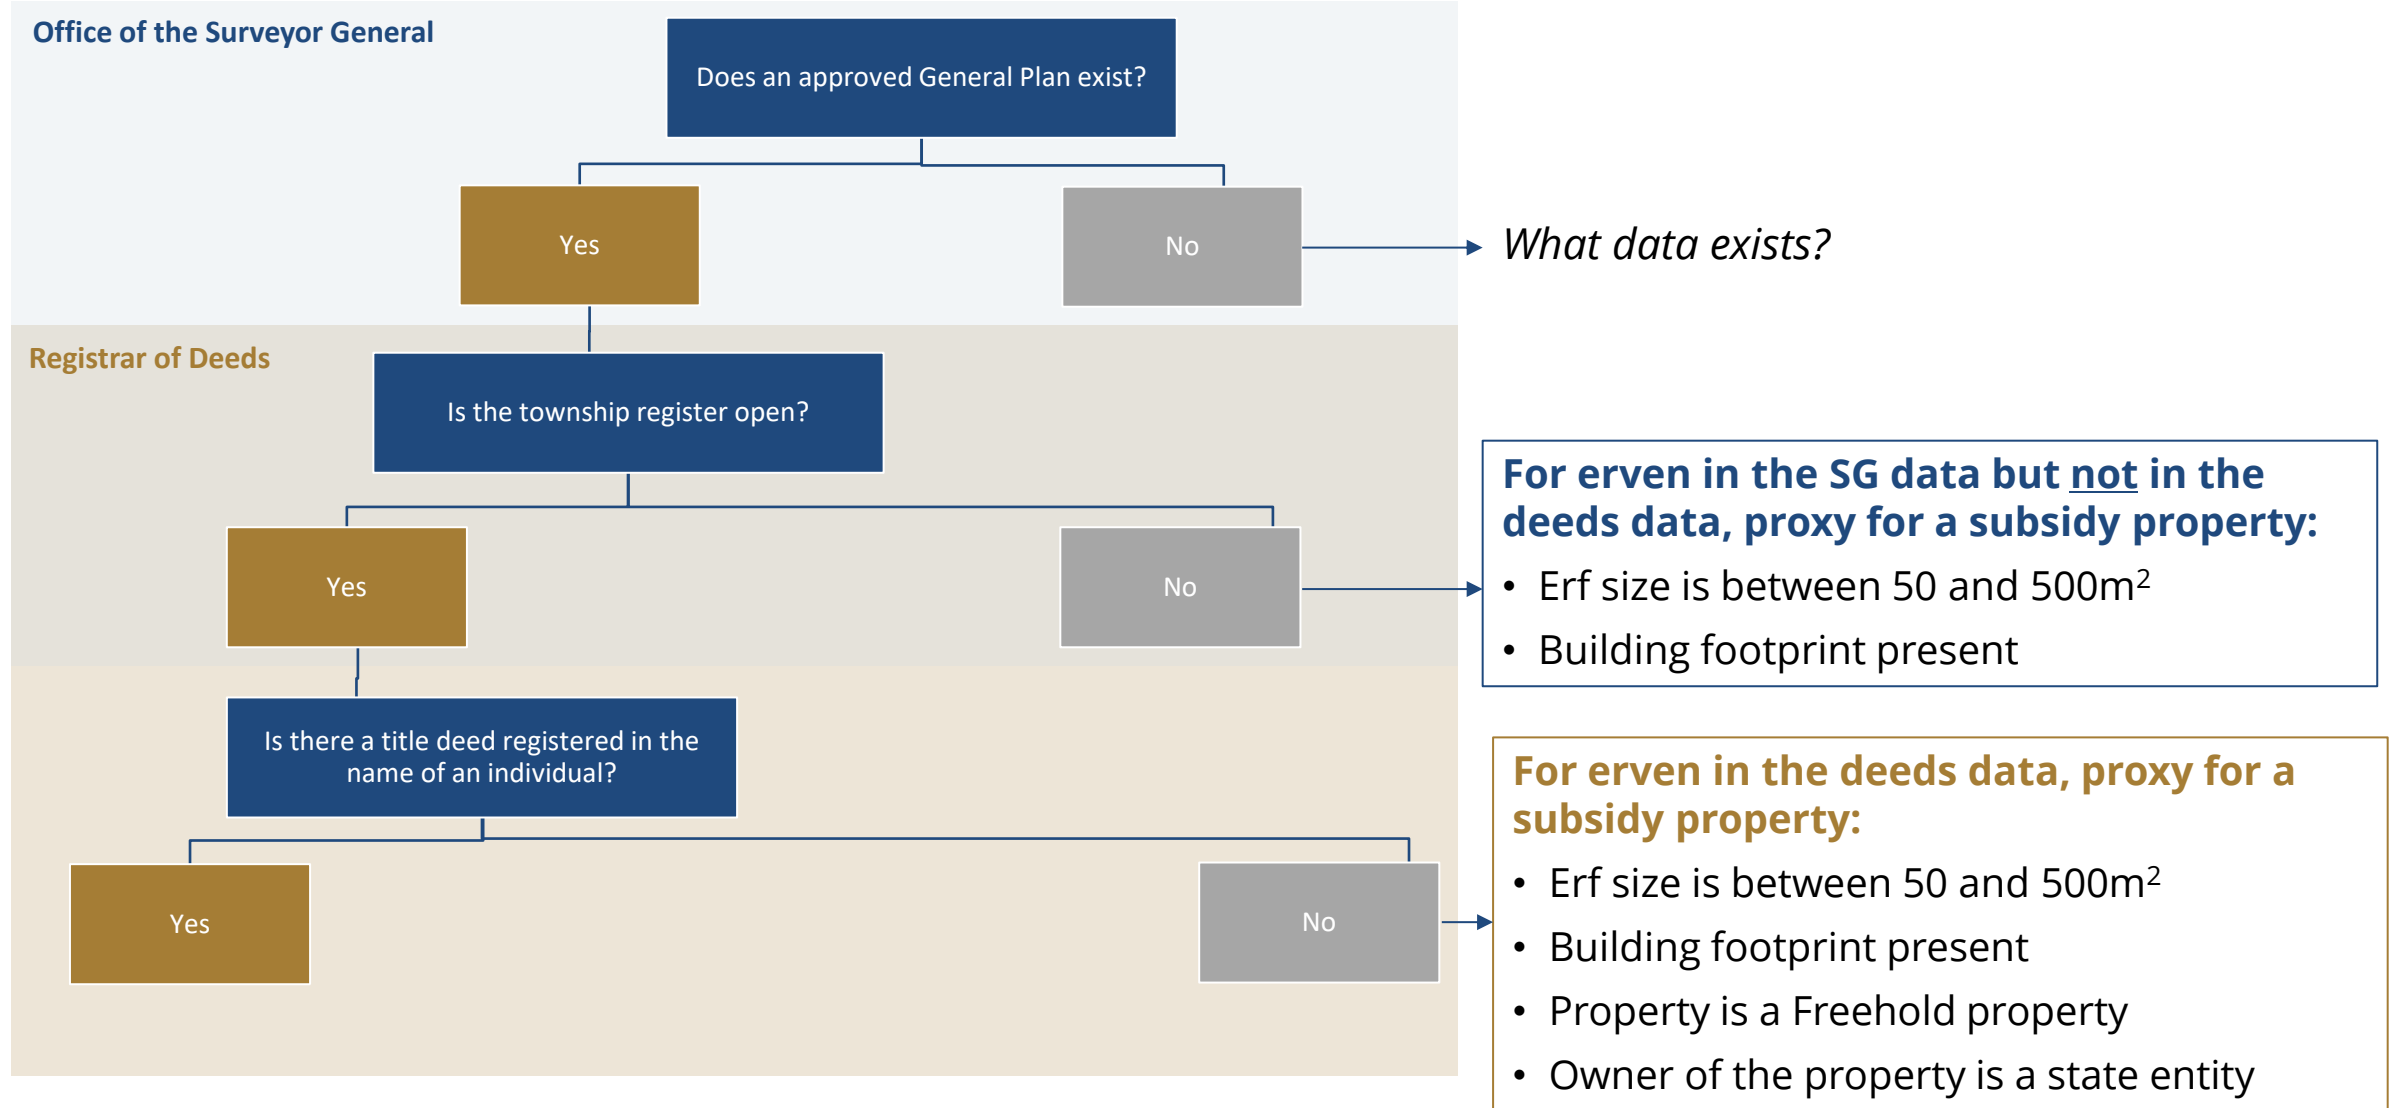 Office of the Surveyor General
Does an approved General Plan exist?
Yes
No
What data exists?
Registrar of Deeds
Is the township register open?
Yes
No
For erven in the SG data but not in the
deeds data, proxy for a subsidy property:
• Erf size is between 50 and 500m²
• Building footprint present
Is there a title deed registered in the
name of an individual?
Yes
No
For erven in the deeds data, proxy for a
subsidy property:
• Erf size is between 50 and 500m²
• Building footprint present
• Property is a Freehold property
• Owner of the property is a state entity